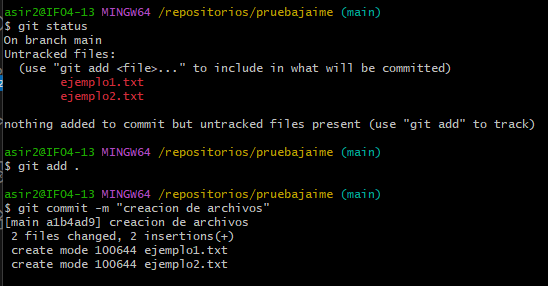 asir2@IFO4-13 MINGW64 /repositorios/pruebajaime (main)
$ git status
On branch main
Untracked files:
  (use "git add <file>..." to include in what will be committed)
        ejemplo1.txt
        ejemplo2.txt

nothing added to commit but untracked files present (use "git add" to track)

asir2@IFO4-13 MINGW64 /repositorios/pruebajaime (main)
$ git add .

asir2@IFO4-13 MINGW64 /repositorios/pruebajaime (main)
$ git commit -m "creacion de archivos"
[main a1b4ad9] creacion de archivos
 2 files changed, 2 insertions(+)
 create mode 100644 ejemplo1.txt
 create mode 100644 ejemplo2.txt